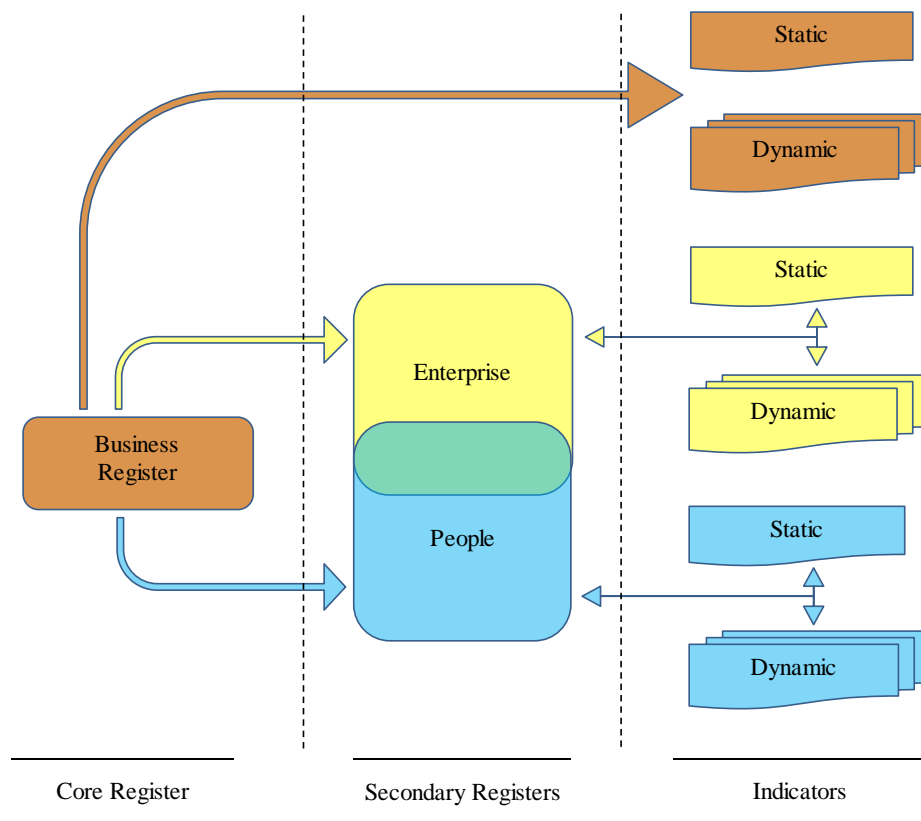 Static
Dynamic
Static
Enterprise
Dynamic
Business
Register
Static
People
Dynamic
Core Register
Secondary Registers
Indicators